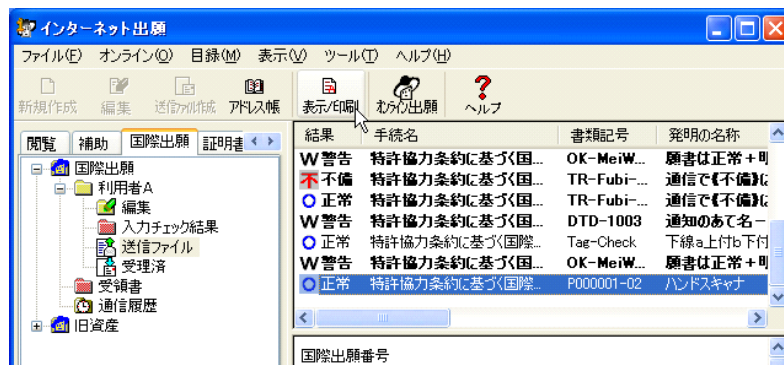 インターネット出願
ファイル(F) オンライン(O) 目録(M) 表示(V) ツール(T) ヘルプ(H)
新規作成 編集 送信ファイル作成 アドレス帳 表示/印刷 オンライン出願 ヘルプ
閲覧 補助 国際出願 証明書
国際出願
利用者A
編集
入力チェック結果
送信ファイル
受理済
受領書
通信履歴
旧資産
結果 手続名 書類記号 発明の名称
W警告 特許協力条約に基づく国... OK-MeiW... 願書は正常+明
不 不備 特許協力条約に基づく国... TR-Fubi-... 通信で《不備》に
正常 特許協力条約に基づく国... TR-Fubi-... 通信で《不備》に
W警告 特許協力条約に基づく国... DTD-1003 通知のあて名-
正常 特許協力条約に基づく国際... Tag-Check 下線a上付b下付
W警告 特許協力条約に基づく国... OK-MeiW... 願書は正常+明
正常 特許協力条約に基づく国際... P000001-02 ハンドスキャナ
国際出願番号